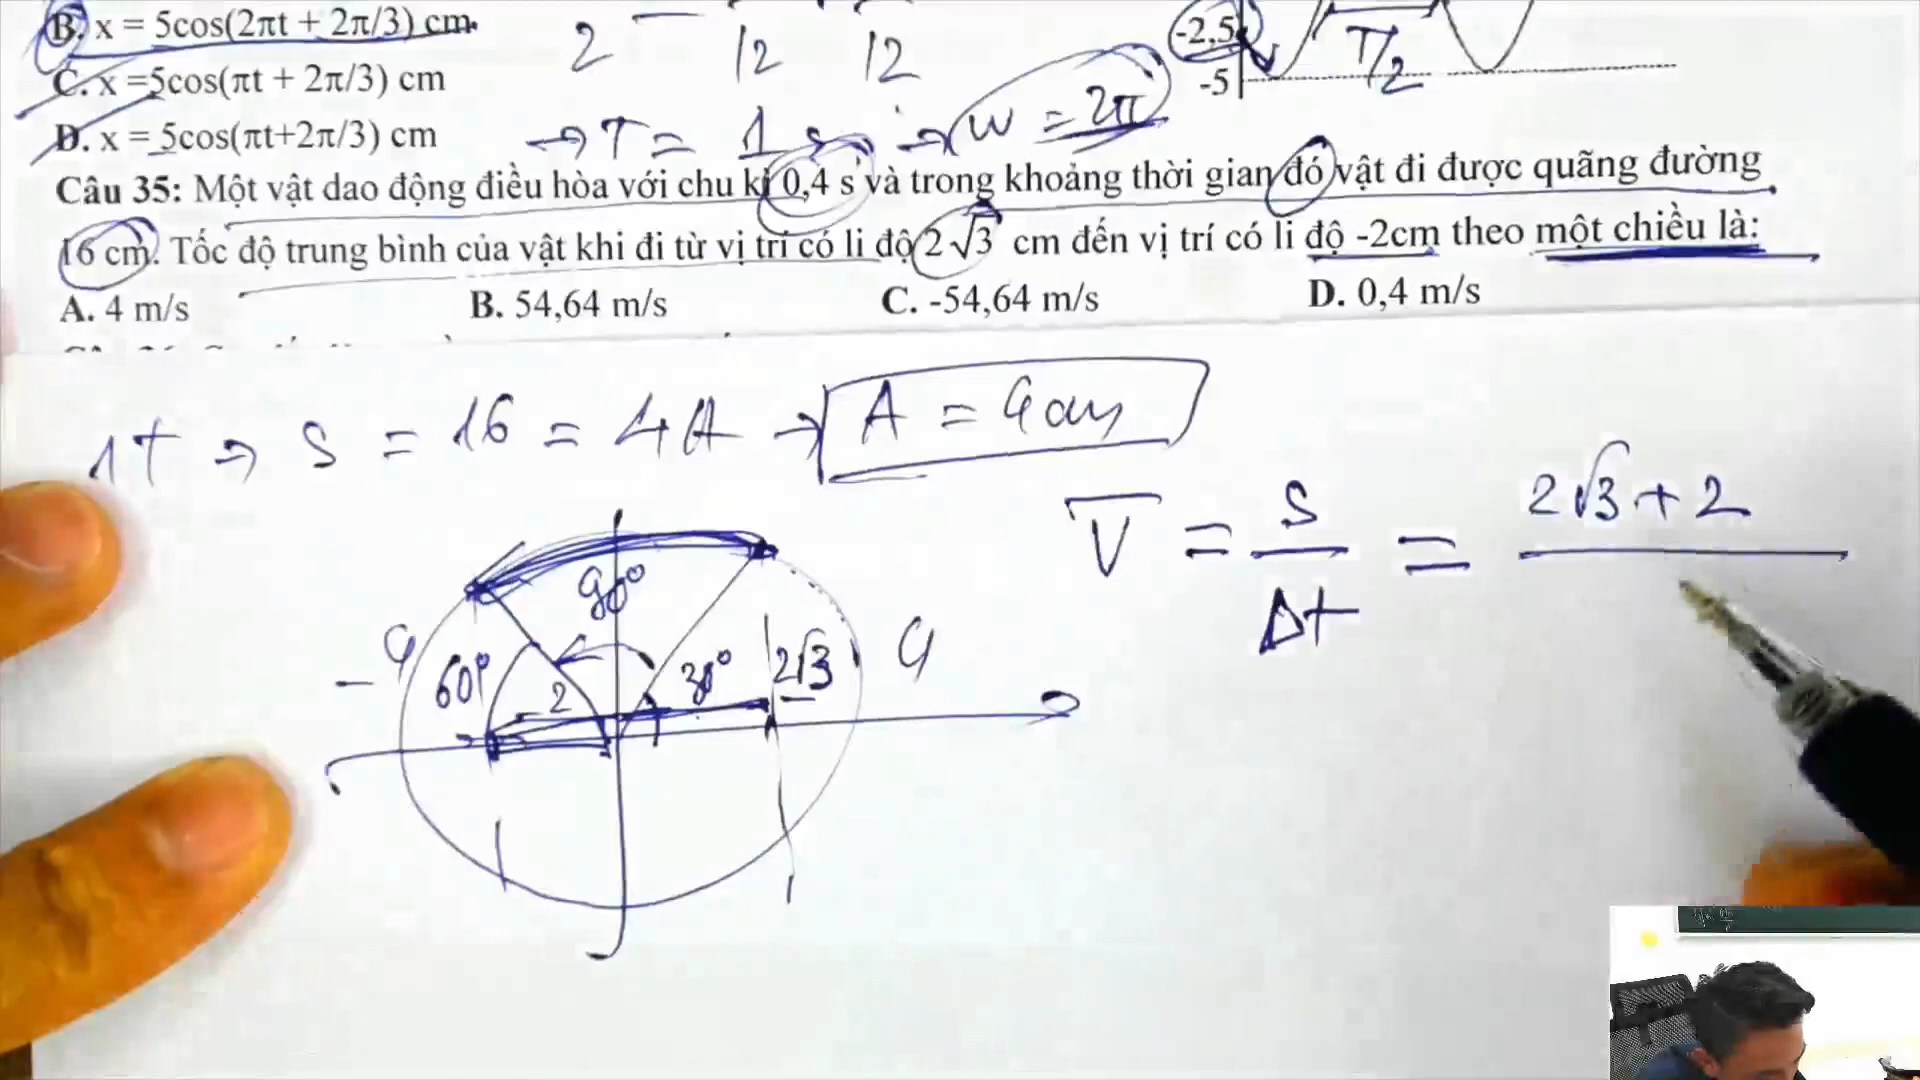 B. x = 5cos(2πt + 2π/3) cm.
C. x =5cos(πt + 2π/3) cm
D. x = 5cos(πt+2π/3) cm
2 12 12
→ T = 1 s → ω = 2π
-2,5
-5
T/2
Câu 35: Một vật dao động điều hòa với chu kì 0,4 s và trong khoảng thời gian đó vật đi được quãng đường
16 cm. Tốc độ trung bình của vật khi đi từ vị trí có li độ 2√3 cm đến vị trí có li độ -2cm theo một chiều là:
A. 4 m/s B. 54,64 m/s C. -54,64 m/s D. 0,4 m/s
1T → S = 16 = 4A → A = 4cm
V = S/Δt = 2√3 + 2
90°
-4 60° 2 30° 2√3 4